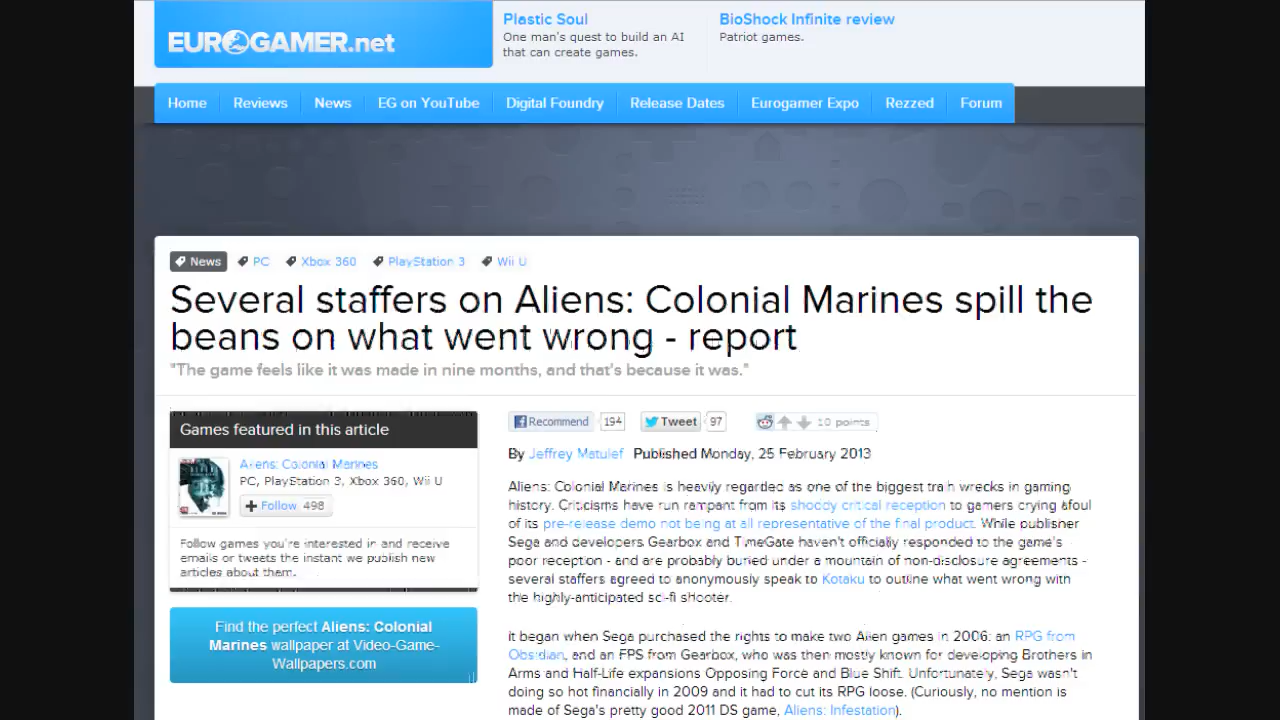 EUROGAMER.net
Plastic Soul
One man's quest to build an AI
that can create games.
BioShock Infinite review
Patriot games.
Home Reviews News EG on YouTube Digital Foundry Release Dates Eurogamer Expo Rezzed Forum
News PC Xbox 360 PlayStation 3 Wii U
Several staffers on Aliens: Colonial Marines spill the
beans on what went wrong - report
"The game feels like it was made in nine months, and that's because it was."
Games featured in this article
Aliens: Colonial Marines
PC, PlayStation 3, Xbox 360, Wii U
Follow 498
Follow games you're interested in and receive
emails or tweets the instant we publish new
articles about them.
Find the perfect Aliens: Colonial
Marines wallpaper at Video-Game-
Wallpapers.com
Recommend 194 Tweet 97 10 points
By Jeffrey Matulef Published Monday, 25 February 2013
Aliens: Colonial Marines is heavily regarded as one of the biggest train wrecks in gaming
history. Criticisms have run rampant from its shoddy critical reception to gamers crying afoul
of its pre-release demo not being at all representative of the final product. While publisher
Sega and developers Gearbox and TimeGate haven't officially responded to the game's
poor reception - and are probably buried under a mountain of non-disclosure agreements -
several staffers agreed to anonymously speak to Kotaku to outline what went wrong with
the highly-anticipated sci-fi shooter.
It began when Sega purchased the rights to make two Alien games in 2006: an RPG from
Obsidian, and an FPS from Gearbox, who was then mostly known for developing Brothers in
Arms and Half-Life expansions Opposing Force and Blue Shift. Unfortunately, Sega wasn't
doing so hot financially in 2009 and it had to cut its RPG loose. (Curiously, no mention is
made of Sega's pretty good 2011 DS game, Aliens: Infestation).